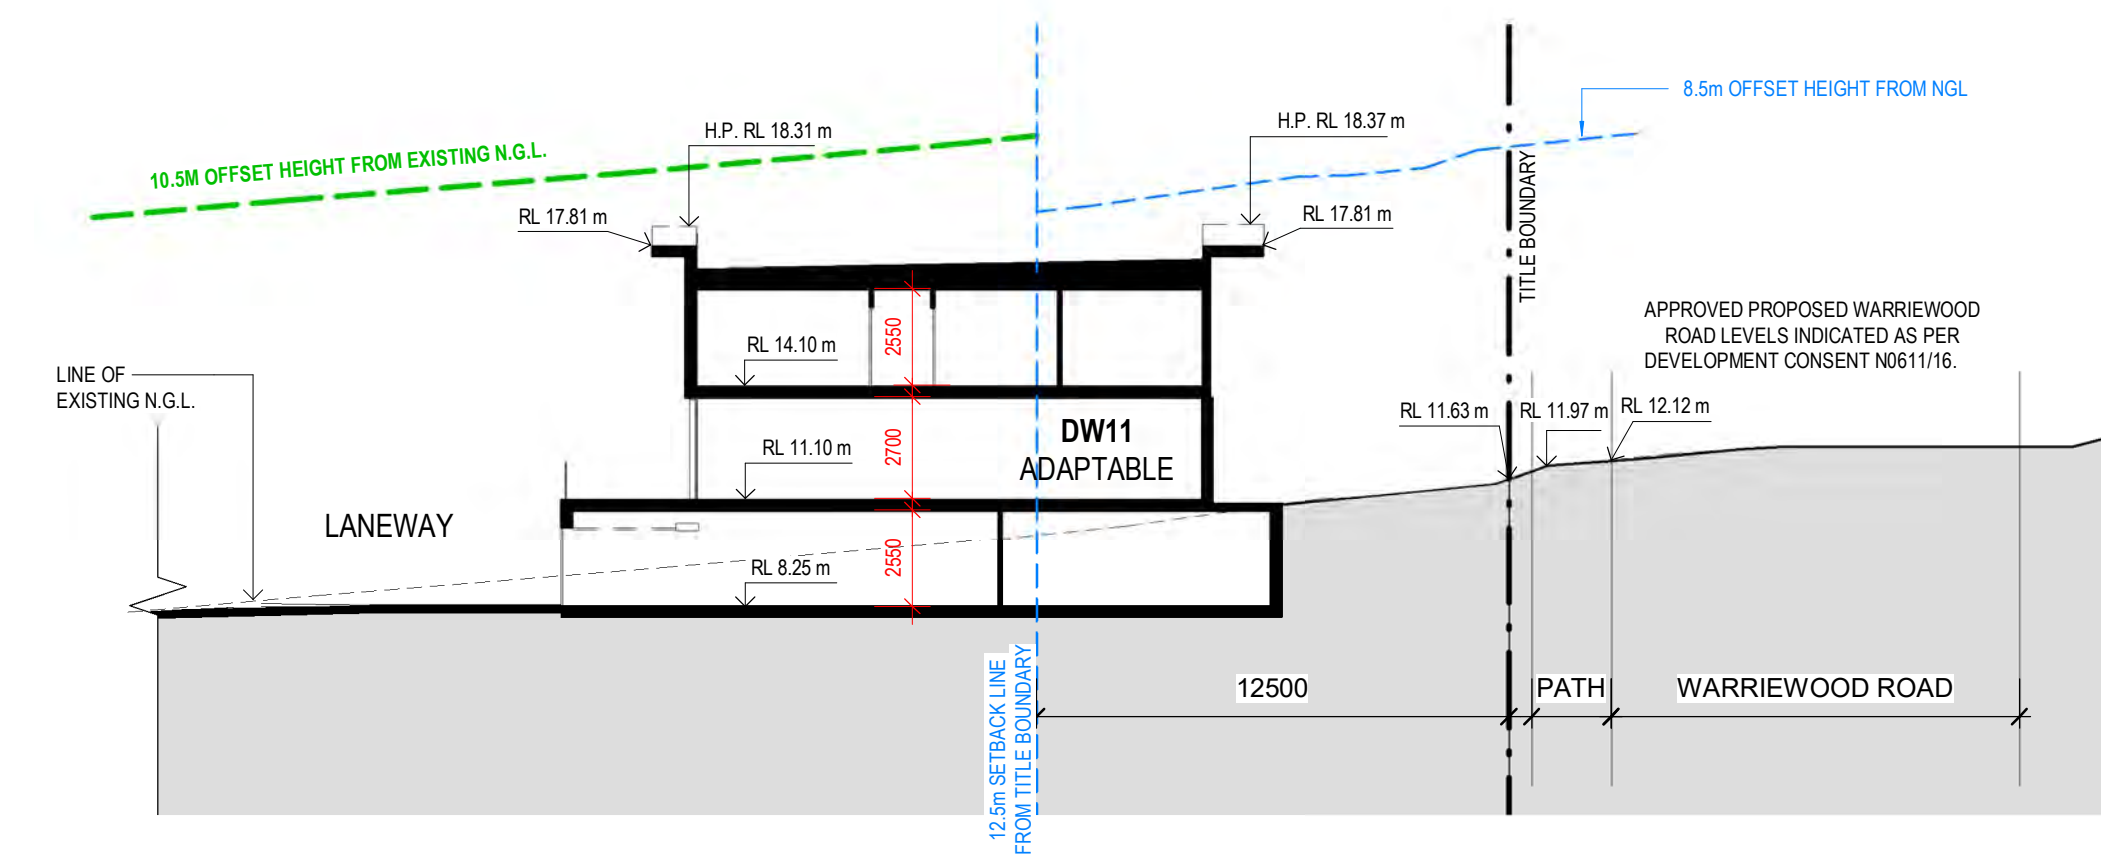 8.5m OFFSET HEIGHT FROM NGL
H.P. RL 18.31 m
H.P. RL 18.37 m
10.5M OFFSET HEIGHT FROM EXISTING N.G.L.
RL 17.81 m
RL 17.81 m
TITLE BOUNDARY
APPROVED PROPOSED WARRIEWOOD
ROAD LEVELS INDICATED AS PER
DEVELOPMENT CONSENT N0611/16.
2550
RL 14.10 m
LINE OF
EXISTING N.G.L.
RL 11.63 m
RL 11.97 m
RL 12.12 m
DW11
ADAPTABLE
RL 11.10 m
2700
LANEWAY
2550
RL 8.25 m
12.5m SETBACK LINE
FROM TITLE BOUNDARY
12500
PATH
WARRIEWOOD ROAD